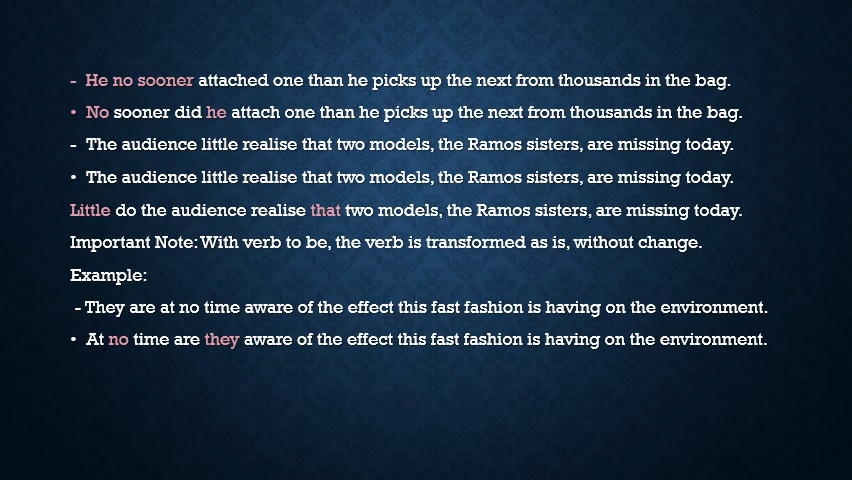 - He no sooner attached one than he picks up the next from thousands in the bag.
• No sooner did he attach one than he picks up the next from thousands in the bag.
- The audience little realise that two models, the Ramos sisters, are missing today.
• The audience little realise that two models, the Ramos sisters, are missing today.
Little do the audience realise that two models, the Ramos sisters, are missing today.
Important Note: With verb to be, the verb is transformed as is, without change.
Example:
- They are at no time aware of the effect this fast fashion is having on the environment.
• At no time are they aware of the effect this fast fashion is having on the environment.